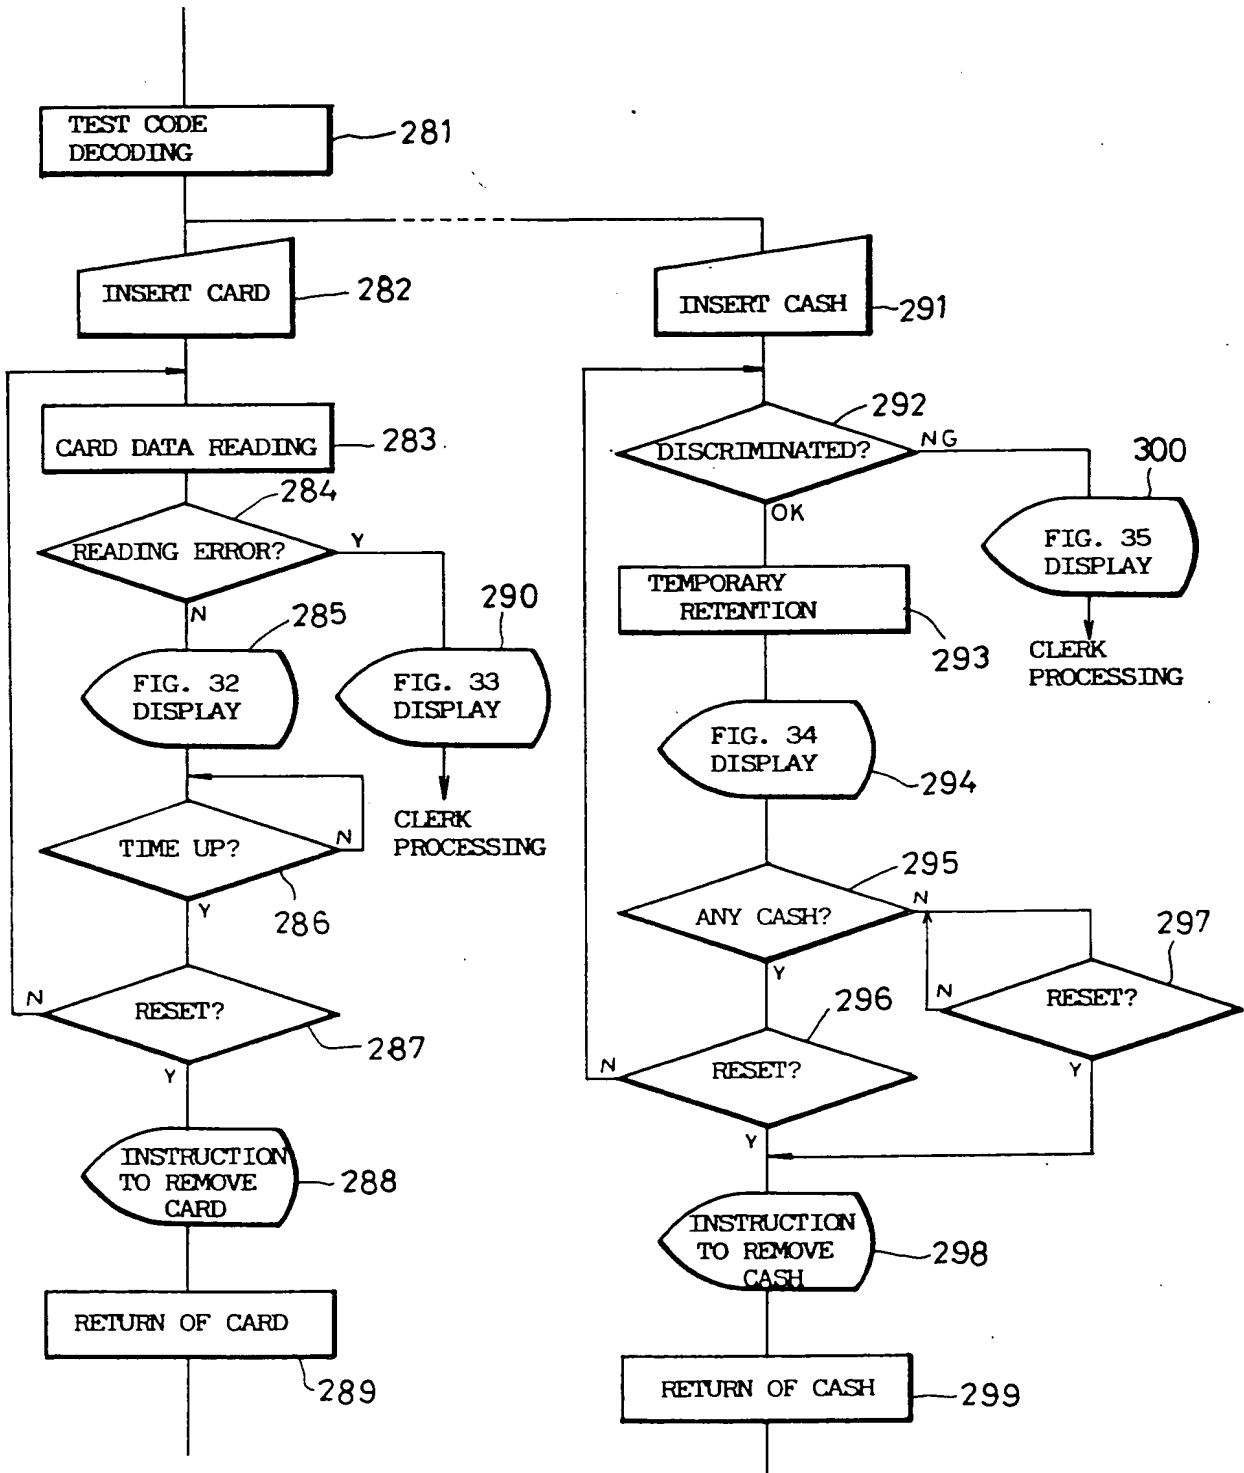 TEST CODE
DECODING
281
INSERT CARD
282
CARD DATA READING
283
284
READING ERROR?
Y
N
285
FIG. 32
DISPLAY
290
FIG. 33
DISPLAY
CLERK
PROCESSING
TIME UP?
N
Y
286
RESET?
N
Y
287
INSTRUCTION
TO REMOVE
CARD
288
RETURN OF CARD
289
INSERT CASH
291
292
DISCRIMINATED?
NG
OK
300
FIG. 35
DISPLAY
CLERK
PROCESSING
TEMPORARY
RETENTION
293
FIG. 34
DISPLAY
294
295
ANY CASH?
N
Y
297
RESET?
N
Y
296
RESET?
N
Y
INSTRUCTION
TO REMOVE
CASH
298
RETURN OF CASH
299